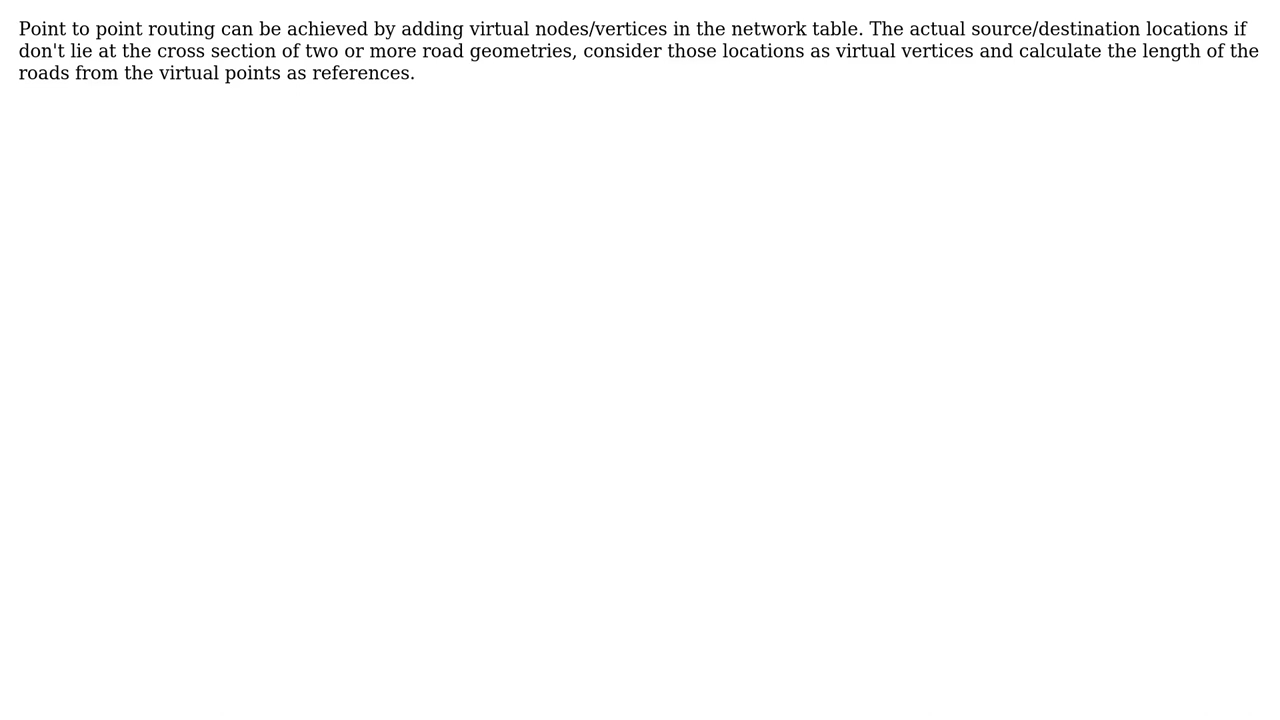 Point to point routing can be achieved by adding virtual nodes/vertices in the network table. The actual source/destination locations if
don't lie at the cross section of two or more road geometries, consider those locations as virtual vertices and calculate the length of the
roads from the virtual points as references.